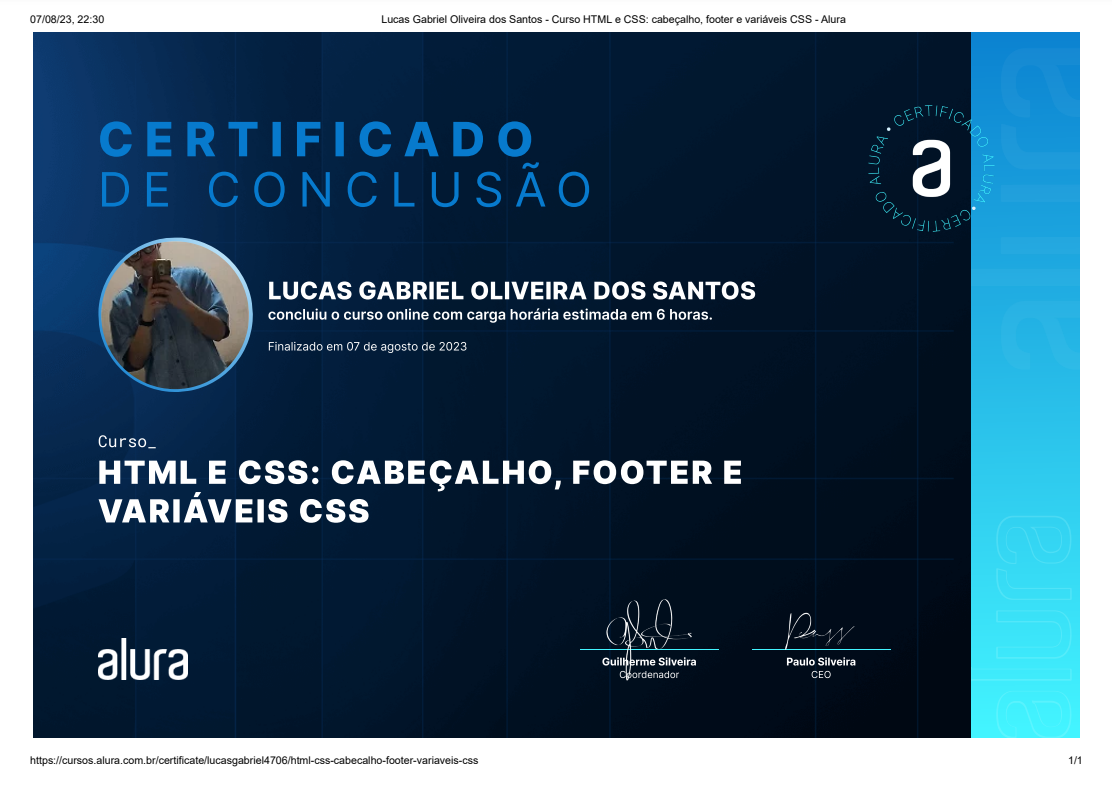 07/08/23, 22:30
Lucas Gabriel Oliveira dos Santos - Curso HTML e CSS: cabeçalho, footer e variáveis CSS - Alura
CERTIFICADO
DE CONCLUSÃO
CERTIFICADO ALURA • CERTIFICADO ALURA •
a
LUCAS GABRIEL OLIVEIRA DOS SANTOS
concluiu o curso online com carga horária estimada em 6 horas.
Finalizado em 07 de agosto de 2023
Curso_
HTML E CSS: CABEÇALHO, FOOTER E
VARIÁVEIS CSS
alura
Guilherme Silveira
Coordenador
Paulo Silveira
CEO
alura
alura
https://cursos.alura.com.br/certificate/lucasgabriel4706/html-css-cabecalho-footer-variaveis-css
1/1